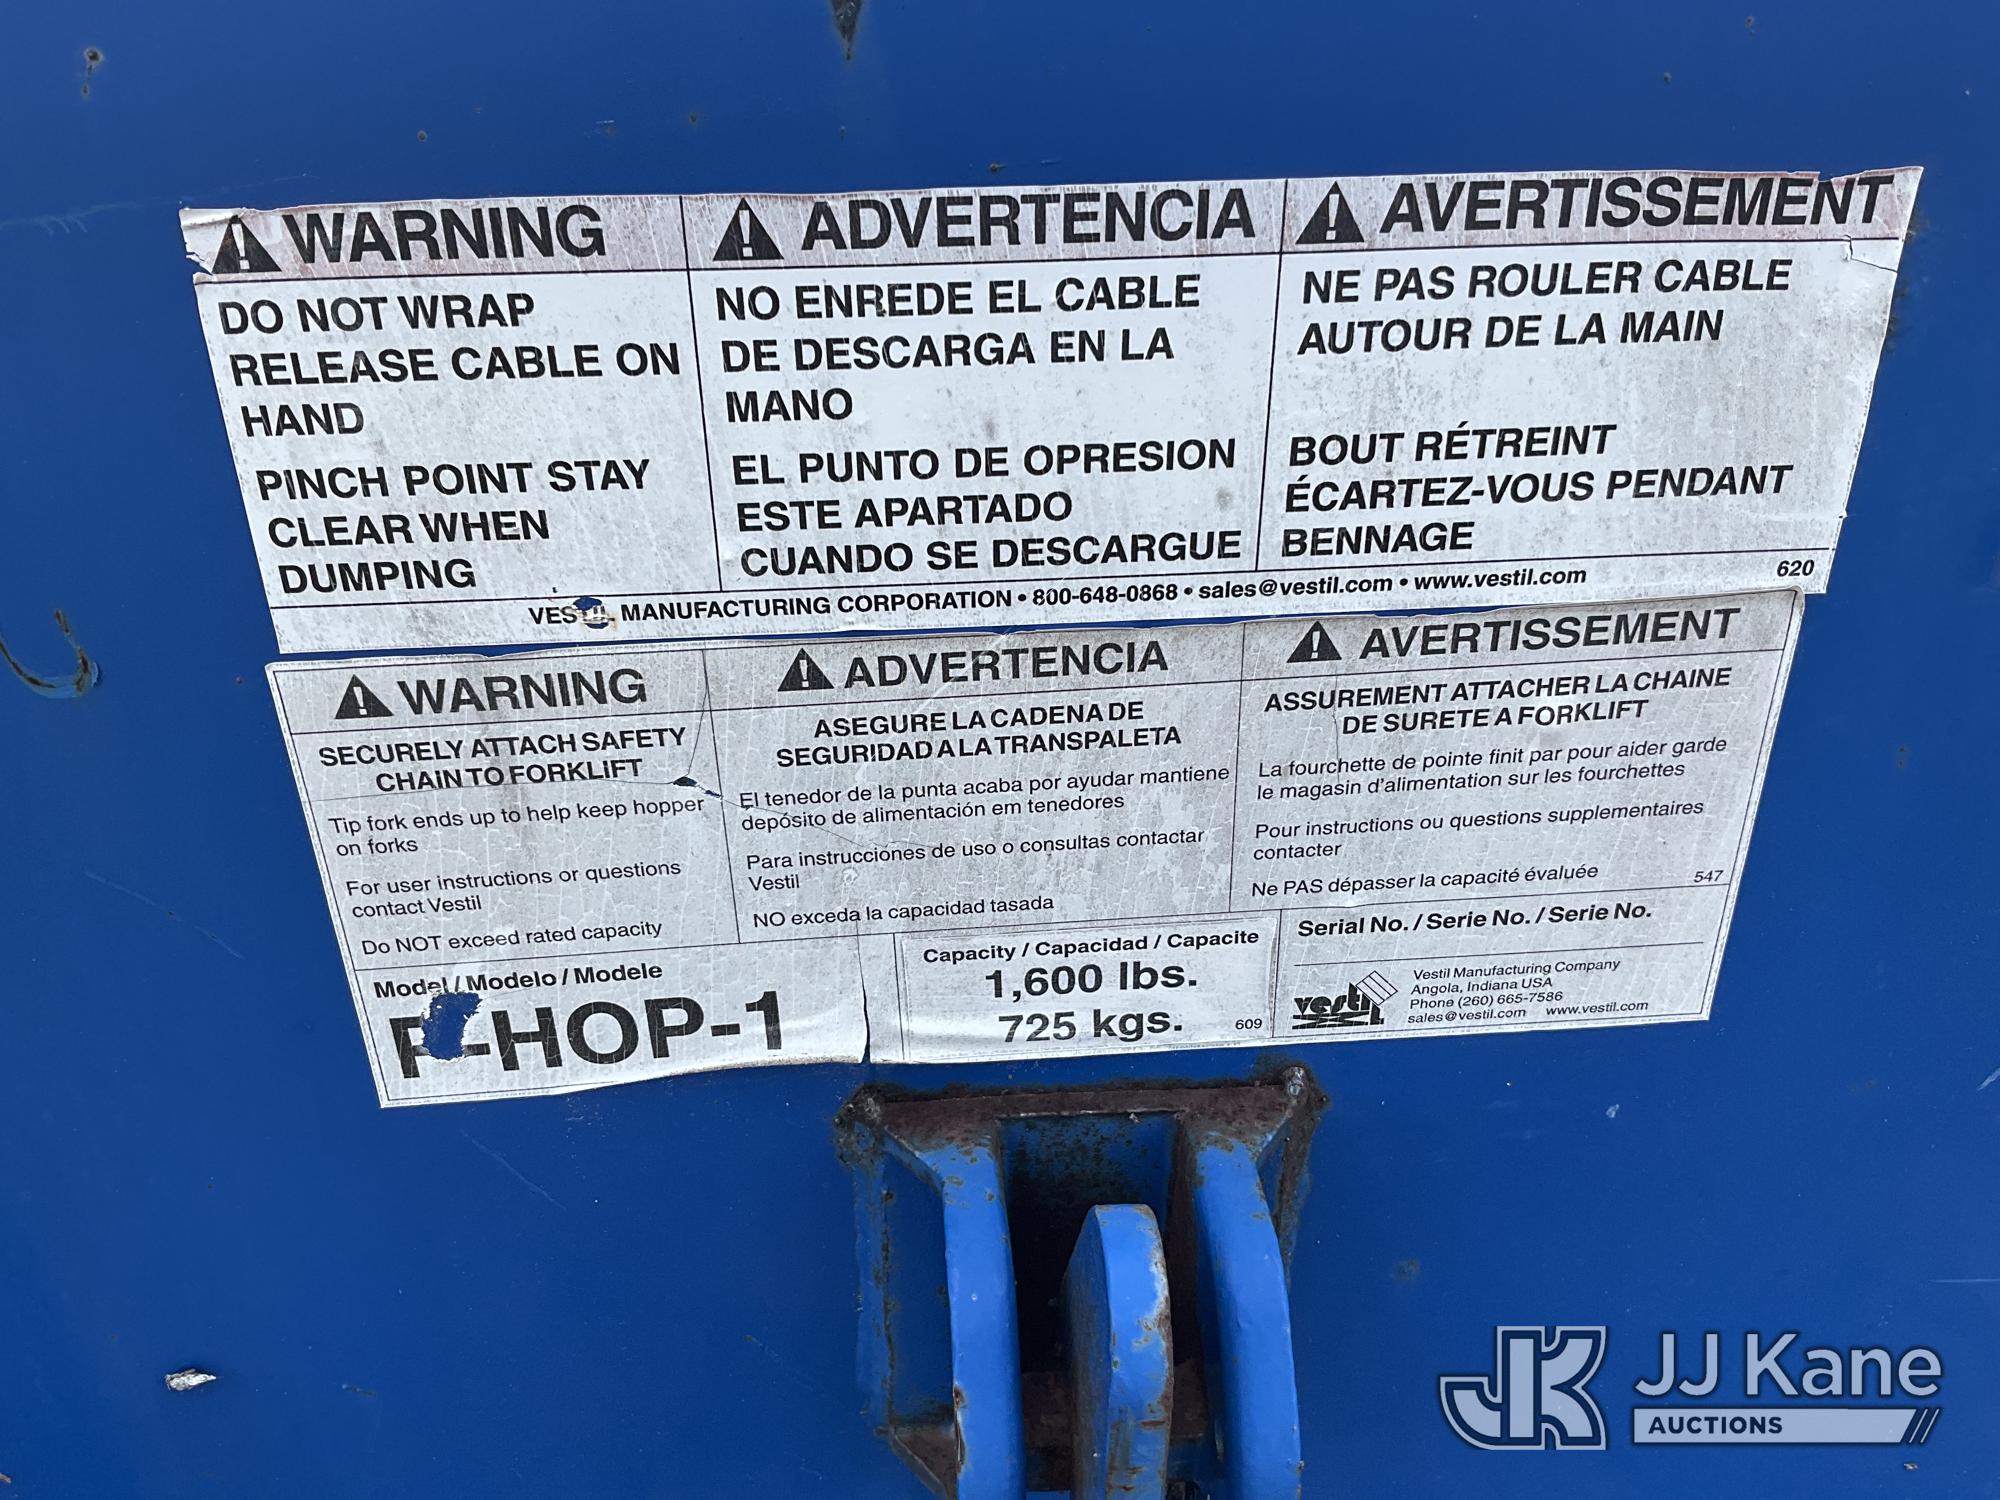 WARNING
DO NOT WRAP
RELEASE CABLE ON
HAND
PINCH POINT STAY
CLEAR WHEN
DUMPING
ADVERTENCIA
NO ENREDE EL CABLE
DE DESCARGA EN LA
MANO
EL PUNTO DE OPRESION
ESTE APARTADO
CUANDO SE DESCARGUE
AVERTISSEMENT
NE PAS ROULER CABLE
AUTOUR DE LA MAIN
BOUT RÉTREINT
ÉCARTEZ-VOUS PENDANT
BENNAGE
VESTIL MANUFACTURING CORPORATION • 800-648-0868 • sales@vestil.com • www.vestil.com
620
WARNING
SECURELY ATTACH SAFETY
CHAIN TO FORKLIFT
Tip fork ends up to help keep hopper
on forks
For user instructions or questions
contact Vestil
Do NOT exceed rated capacity
ADVERTENCIA
ASEGURE LA CADENA DE
SEGURIDAD A LA TRANSPALETA
El tenedor de la punta acaba por ayudar mantiene
depósito de alimentación em tenedores
Para instrucciones de uso o consultas contactar
Vestil
NO exceda la capacidad tasada
AVERTISSEMENT
ASSUREMENT ATTACHER LA CHAINE
DE SURETE A FORKLIFT
La fourchette de pointe finit par pour aider garde
le magasin d'alimentation sur les fourchettes
Pour instructions ou questions supplementaires
contacter
Ne PAS dépasser la capacité évaluée
547
Model / Modelo / Modele
-HOP-1
Capacity / Capacidad / Capacite
1,600 lbs.
725 kgs.
609
Serial No. / Serie No. / Serie No.
vestil
Vestil Manufacturing Company
Angola, Indiana USA
Phone (260) 665-7586
sales@vestil.com www.vestil.com
JK
JJ Kane
AUCTIONS